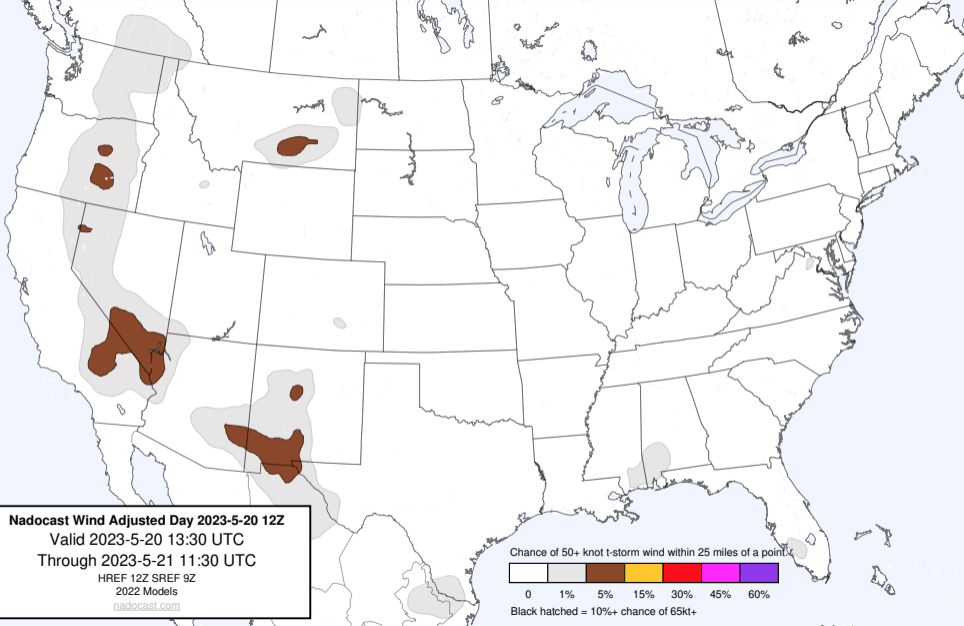 Nadocast Wind Adjusted Day 2023-5-20 12Z
Valid 2023-5-20 13:30 UTC
Through 2023-5-21 11:30 UTC
HREF 12Z SREF 9Z
2022 Models
nadocast.com
Chance of 50+ knot t-storm wind within 25 miles of a point.
0 1% 5% 15% 30% 45% 60%
Black hatched = 10%+ chance of 65kt+